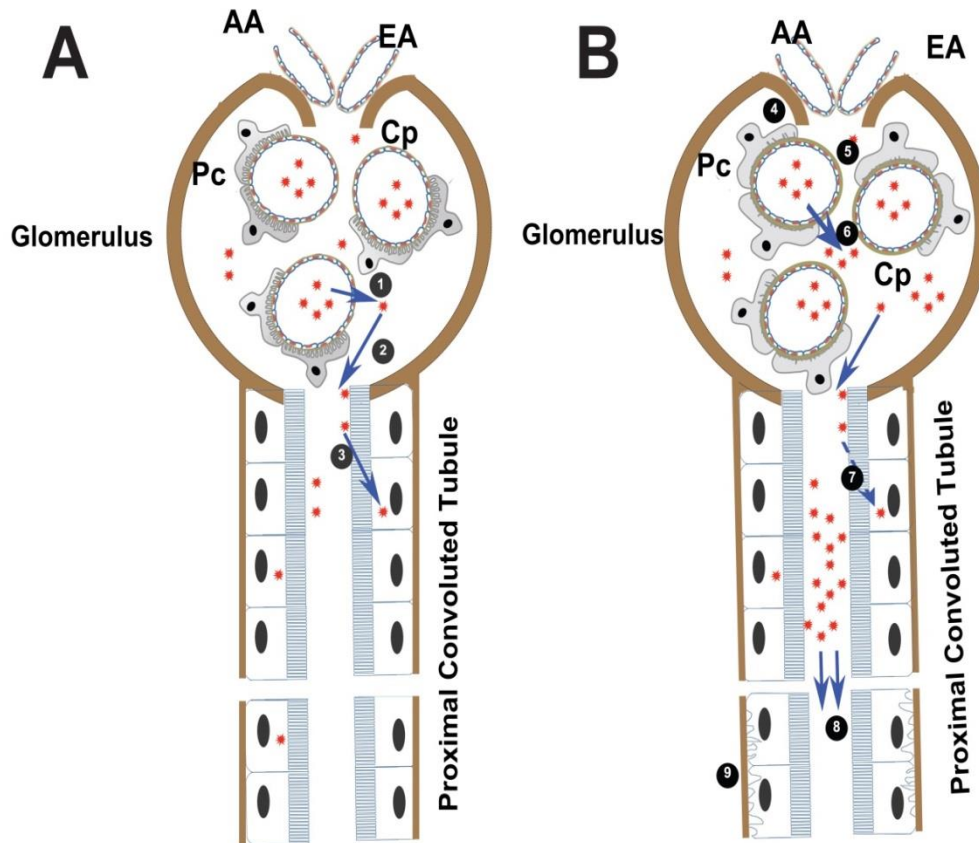 A
AA
EA
Cp
Pc
Glomerulus
1
2
3
Proximal Convoluted Tubule
B
AA
EA
4
5
Pc
Glomerulus
6
Cp
7
Proximal Convoluted Tubule
8
9